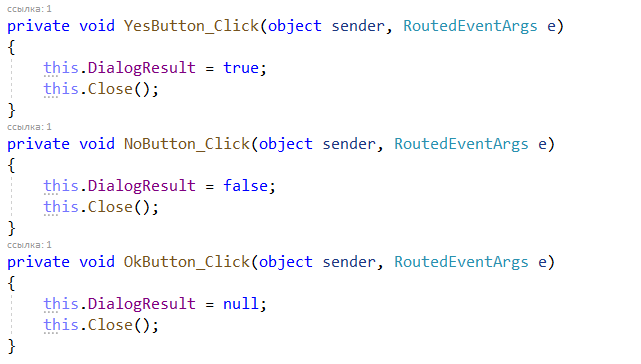 ссылка: 1
private void YesButton_Click(object sender, RoutedEventArgs e)
{
    this.DialogResult = true;
    this.Close();
}
ссылка: 1
private void NoButton_Click(object sender, RoutedEventArgs e)
{
    this.DialogResult = false;
    this.Close();
}
ссылка: 1
private void OkButton_Click(object sender, RoutedEventArgs e)
{
    this.DialogResult = null;
    this.Close();
}